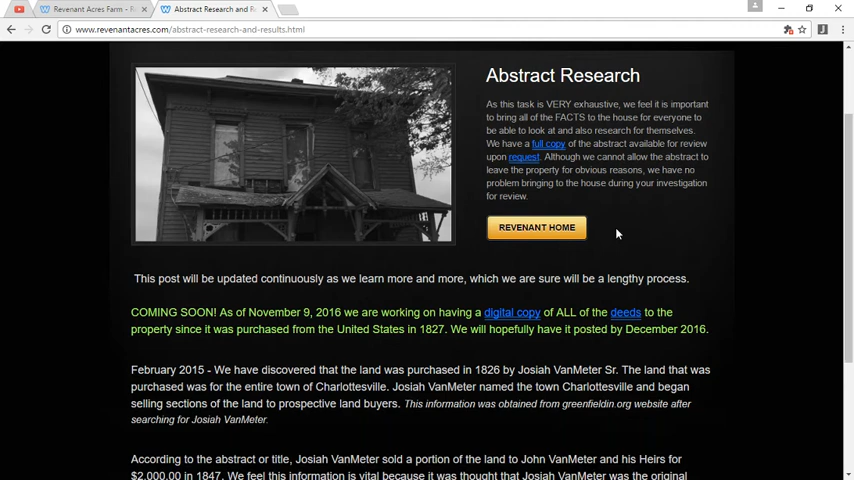 Revenant Acres Farm - R
Abstract Research and R
www.revenantacres.com/abstract-research-and-results.html
Abstract Research
As this task is VERY exhaustive, we feel it is important
to bring all of the FACTS to the house for everyone to
be able to look at and also research for themselves.
We have a full copy of the abstract available for review
upon request. Although we cannot allow the abstract to
leave the property for obvious reasons, we have no
problem bringing to the house during your investigation
for review.
REVENANT HOME
This post will be updated continuously as we learn more and more, which we are sure will be a lengthy process.
COMING SOON! As of November 9, 2016 we are working on having a digital copy of ALL of the deeds to the
property since it was purchased from the United States in 1827. We will hopefully have it posted by December 2016.
February 2015 - We have discovered that the land was purchased in 1826 by Josiah VanMeter Sr. The land that was
purchased was for the entire town of Charlottesville. Josiah VanMeter named the town Charlottesville and began
selling sections of the land to prospective land buyers. This information was obtained from greenfieldin.org website after
searching for Josiah VanMeter.
According to the abstract or title, Josiah VanMeter sold a portion of the land to John VanMeter and his Heirs for
$2,000.00 in 1847. We feel this information is vital because it was thought that Josiah VanMeter was the original